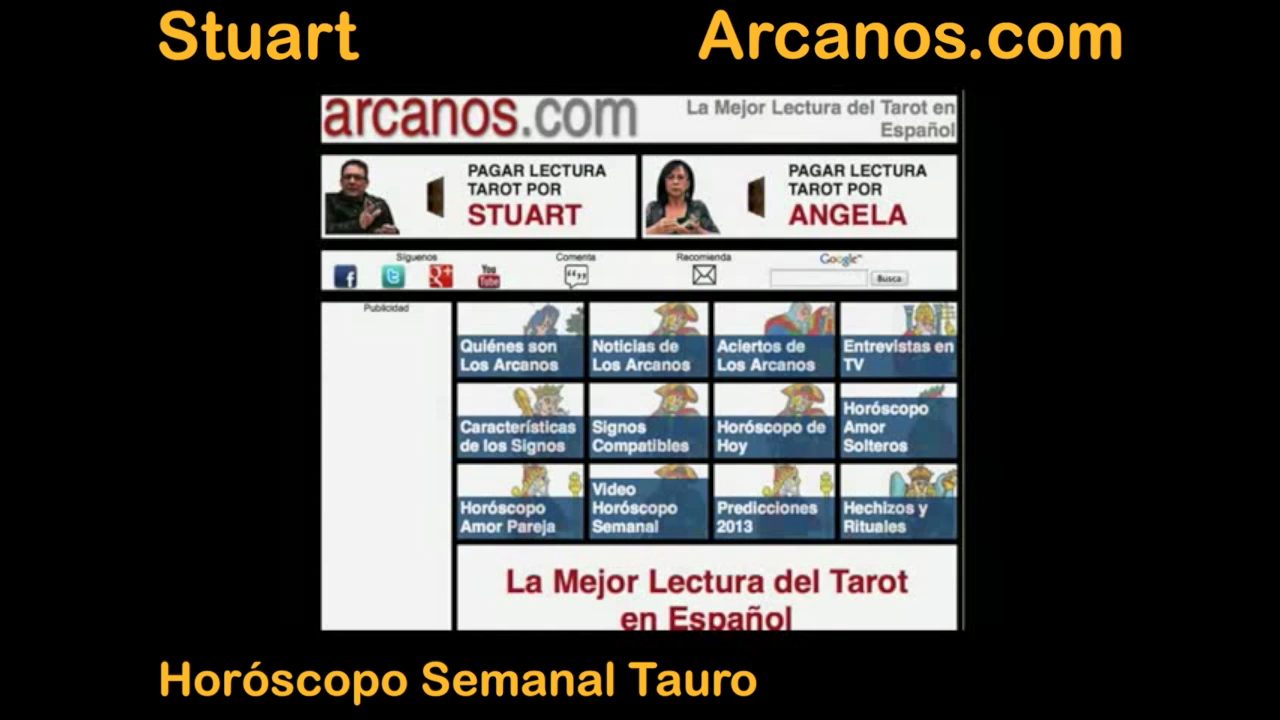 Stuart
Arcanos.com
arcanos.com
La Mejor Lectura del Tarot en
Español
PAGAR LECTURA
TAROT POR
STUART
PAGAR LECTURA
TAROT POR
ANGELA
Síguenos
Comenta
Recomienda
Google™
You
Tube
Busca
Publicidad
Quiénes son
Los Arcanos
Noticias de
Los Arcanos
Aciertos de
Los Arcanos
Entrevistas en
TV
Características
de los Signos
Signos
Compatibles
Horóscopo de
Hoy
Horóscopo
Amor
Solteros
Horóscopo
Amor Pareja
Video
Horóscopo
Semanal
Predicciones
2013
Hechizos y
Rituales
La Mejor Lectura del Tarot
en Español
Horóscopo Semanal Tauro